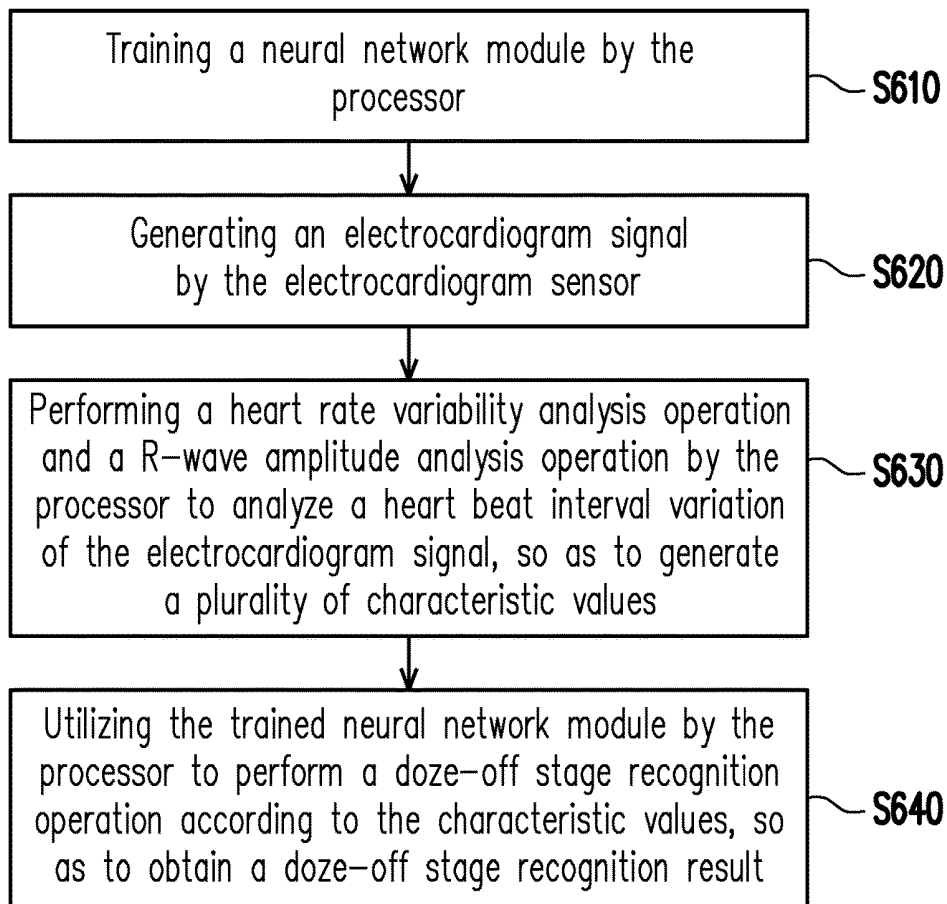 Training a neural network module by the
processor
S610
Generating an electrocardiogram signal
by the electrocardiogram sensor
S620
Performing a heart rate variability analysis operation
and a R-wave amplitude analysis operation by the
processor to analyze a heart beat interval variation
of the electrocardiogram signal, so as to generate
a plurality of characteristic values
S630
Utilizing the trained neural network module by the
processor to perform a doze-off stage recognition
operation according to the characteristic values, so
as to obtain a doze-off stage recognition result
S640